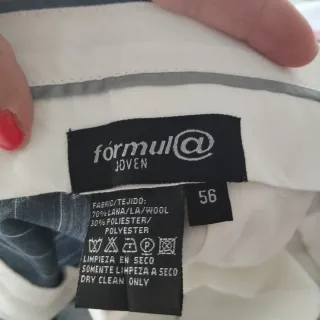 fórmul@
JOVEN
56
FABRIC/TEJIDO:
70%LANA/LA/WOOL
30%POLIESTER/
POLYESTER
LIMPIEZA EN SECO
SOMENTE LIMPEZA A SECO
DRY CLEAN ONLY